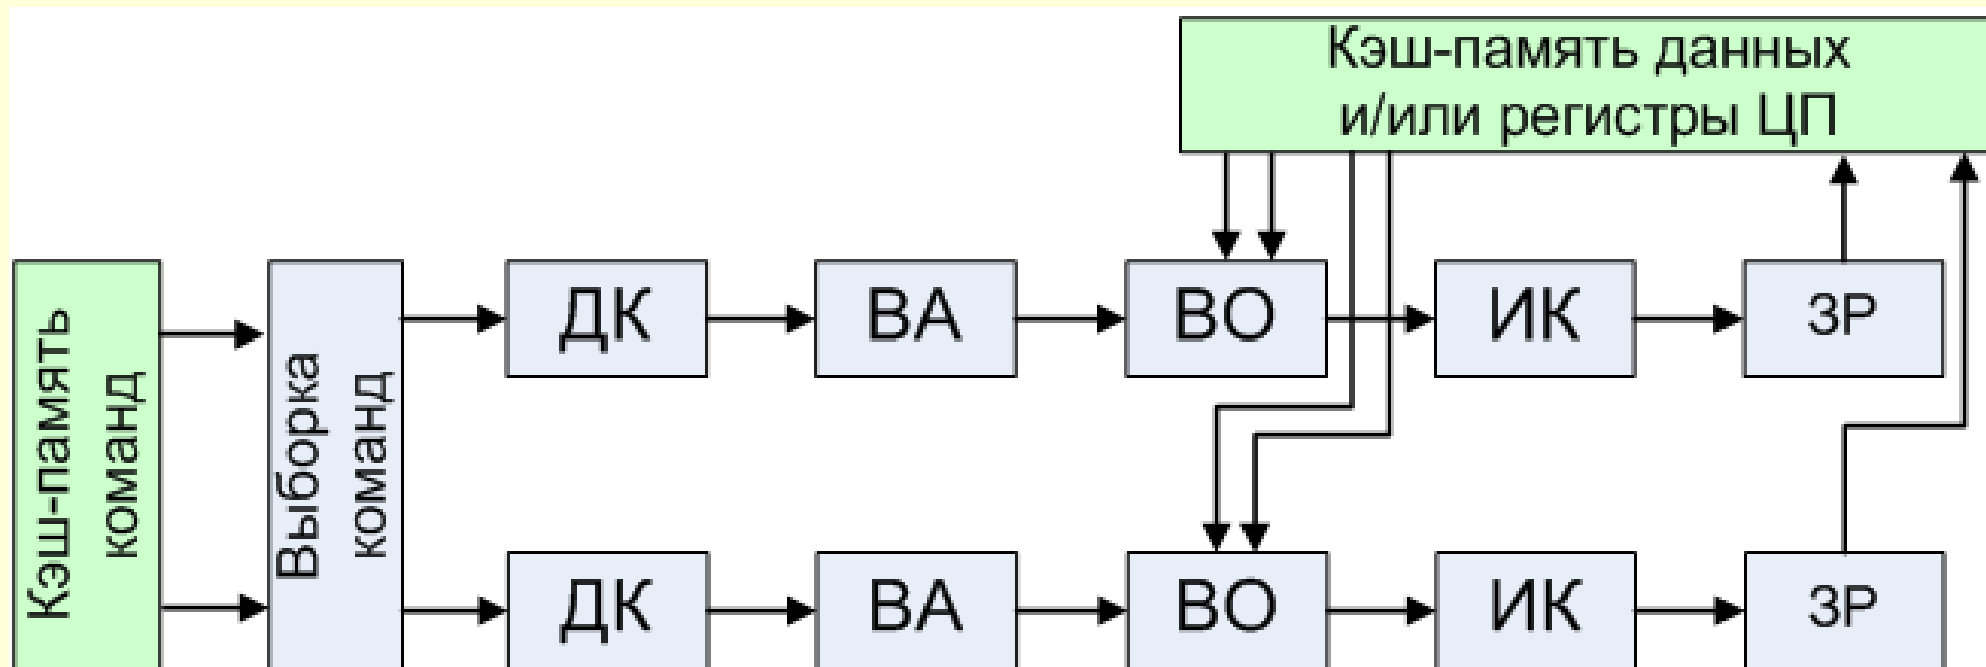 Кэш-память данных
и/или регистры ЦП
Кэш-память
команд
Выборка
команд
ДК
ВА
ВО
ИК
ЗР
ДК
ВА
ВО
ИК
ЗР